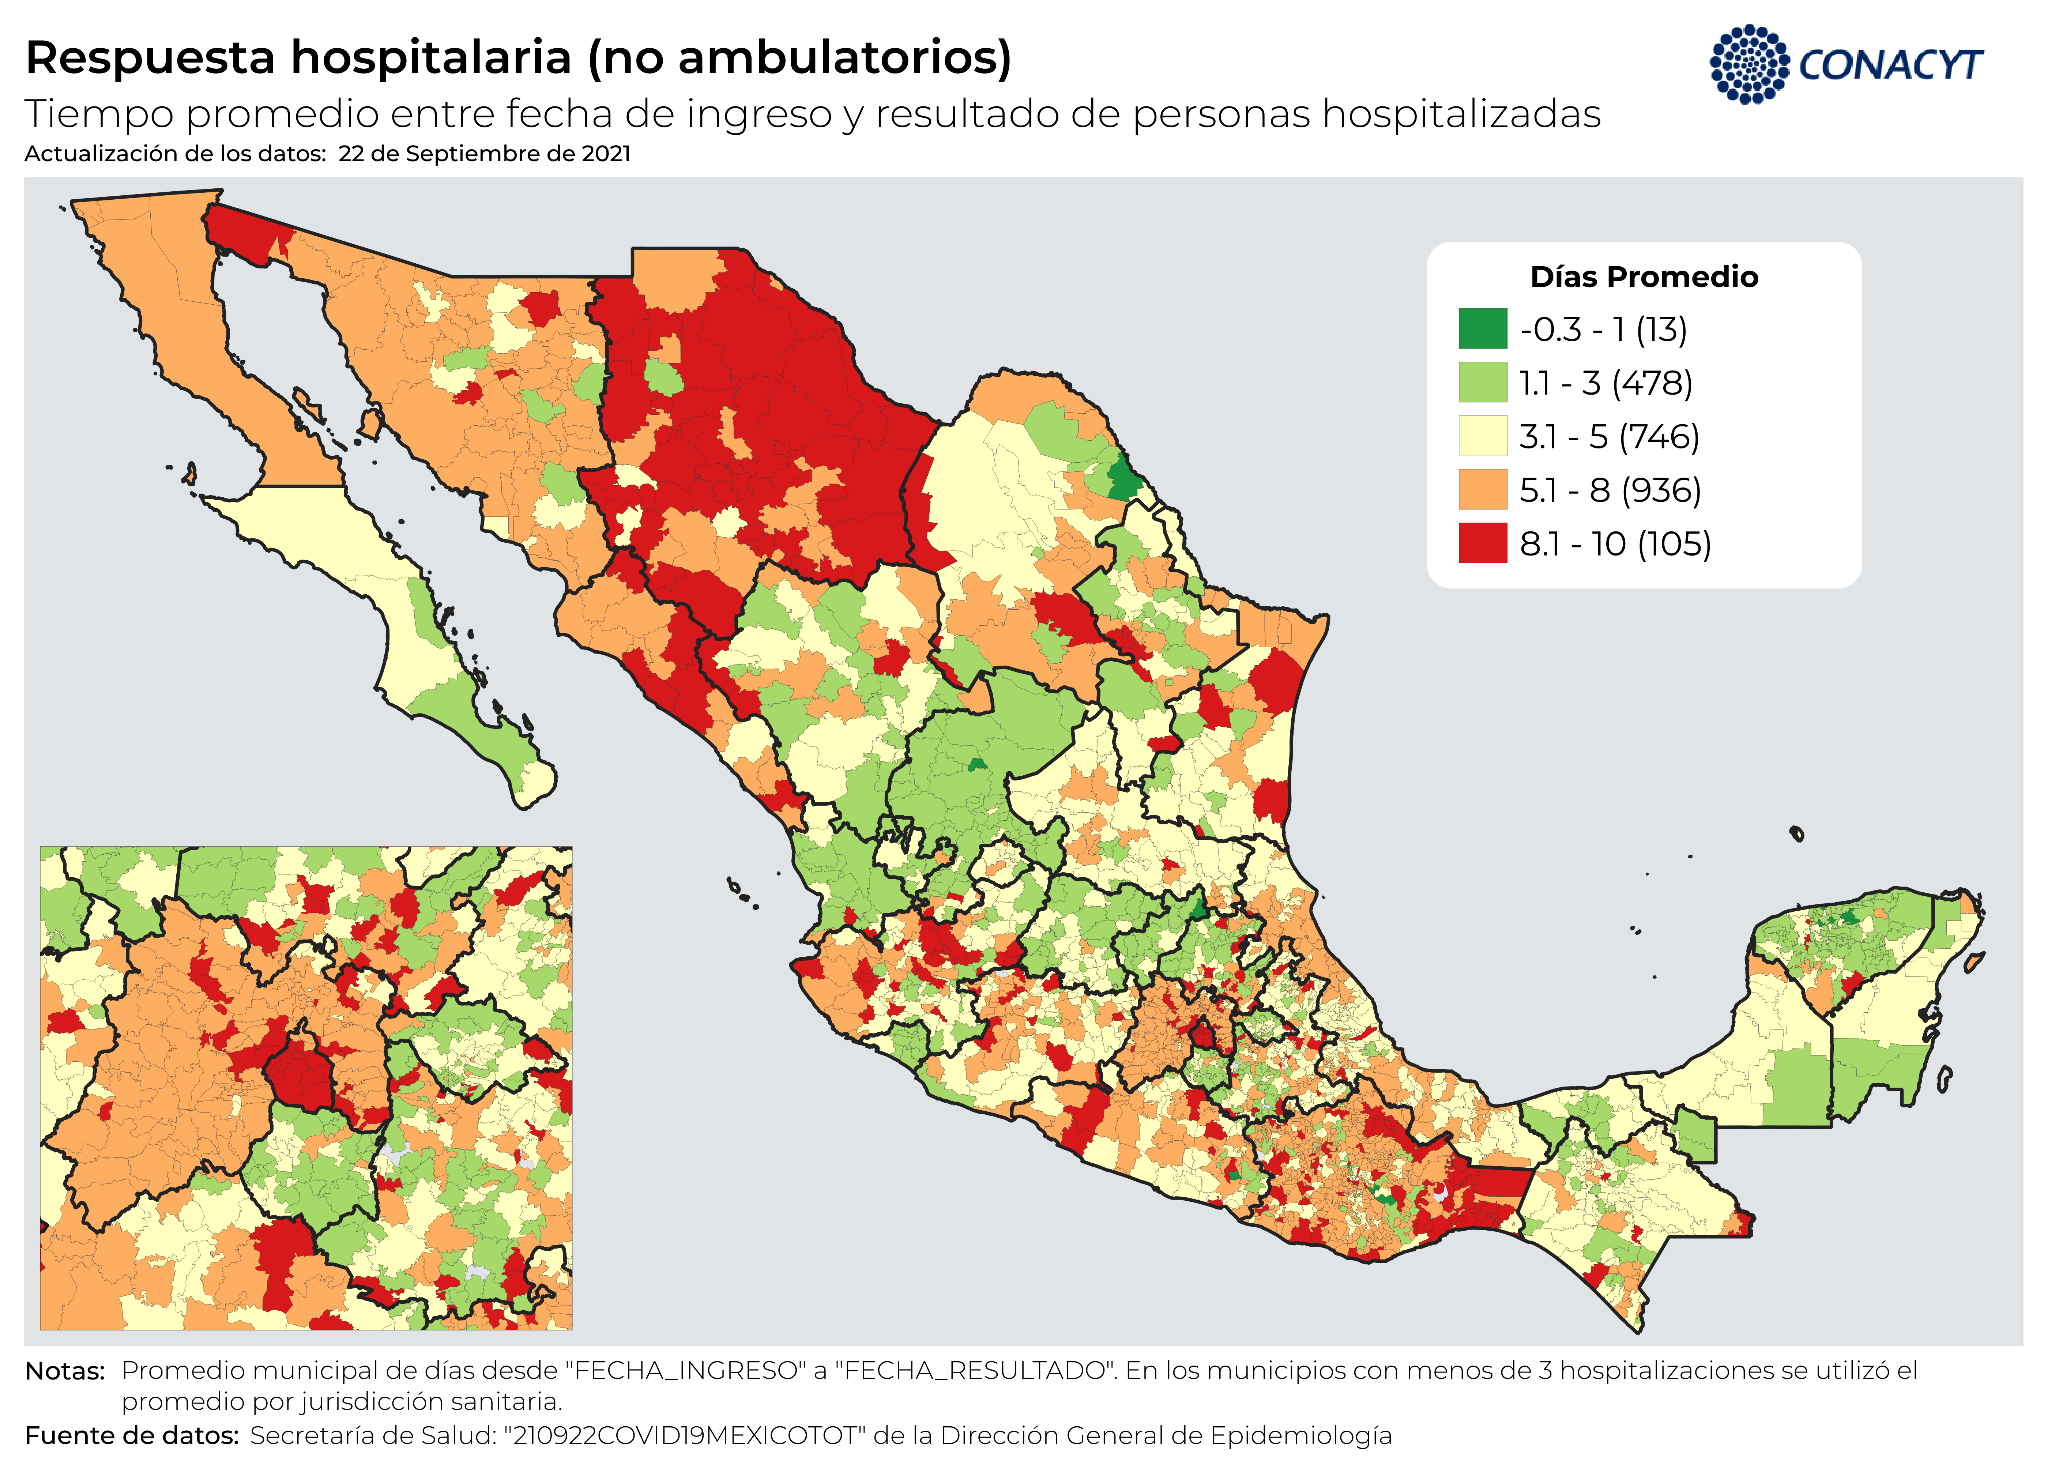 Respuesta hospitalaria (no ambulatorios)
CONACYT
Tiempo promedio entre fecha de ingreso y resultado de personas hospitalizadas
Actualización de los datos: 22 de Septiembre de 2021
Días Promedio
-0.3 - 1 (13)
1.1 - 3 (478)
3.1 - 5 (746)
5.1 - 8 (936)
8.1 - 10 (105)
Notas: Promedio municipal de días desde "FECHA_INGRESO" a "FECHA_RESULTADO". En los municipios con menos de 3 hospitalizaciones se utilizó el
promedio por jurisdicción sanitaria.
Fuente de datos: Secretaría de Salud: "210922COVID19MEXICOTOT" de la Dirección General de Epidemiología